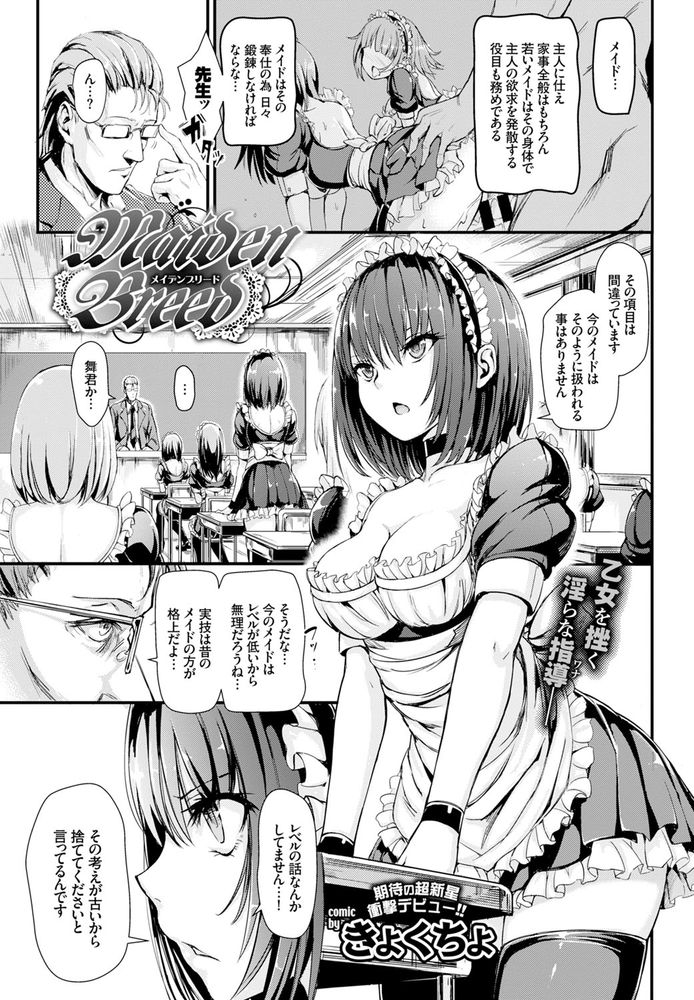 メイド…
主人に仕え
家事全般はもちろん
若いメイドはその身体で
主人の欲求を発散する
役目も務めである
メイドはその
奉仕の為 日々
鍛錬しなければ
ならな…
先生ッ
ガタッ
ん…?
Maiden
メイデンブリード
Breed
その項目は
間違っています
今のメイドは
そのように扱われる
事はありません
…
舞君か…
乙女を挫く
淫らな指導
ワナ
そうだな…
今のメイドは
レベルが低いから
無理だろうね…
実技は昔の
メイドの方が
格上だよ…
レベルの話なんか
してません…!
その考えが古いから
捨ててくださいと
言ってるんです
期待の超新星
衝撃デビュー!!
comic
by
きょくちょ